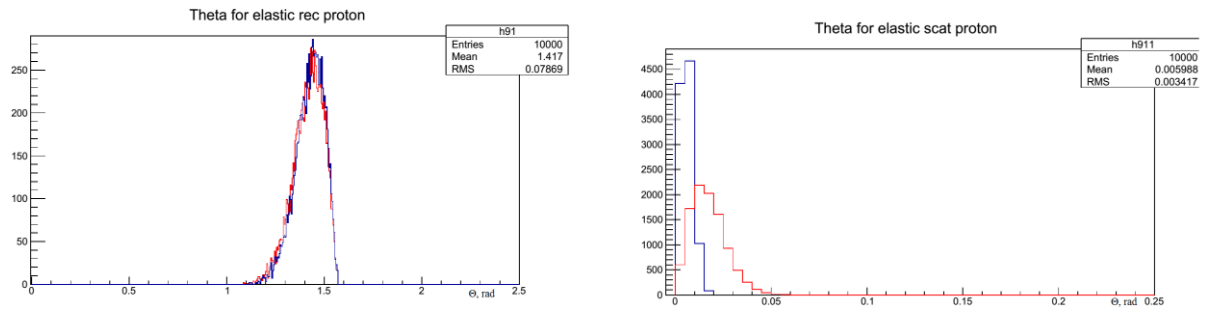 Theta for elastic rec proton
h91
Entries 10000
Mean 1.417
RMS 0.07869
250
200
150
100
50
0
0 0.5 1 1.5 2 2.5
Θ, rad
Theta for elastic scat proton
h911
Entries 10000
Mean 0.005988
RMS 0.003417
4500
4000
3500
3000
2500
2000
1500
1000
500
0
0 0.05 0.1 0.15 0.2 0.25
Θ, rad